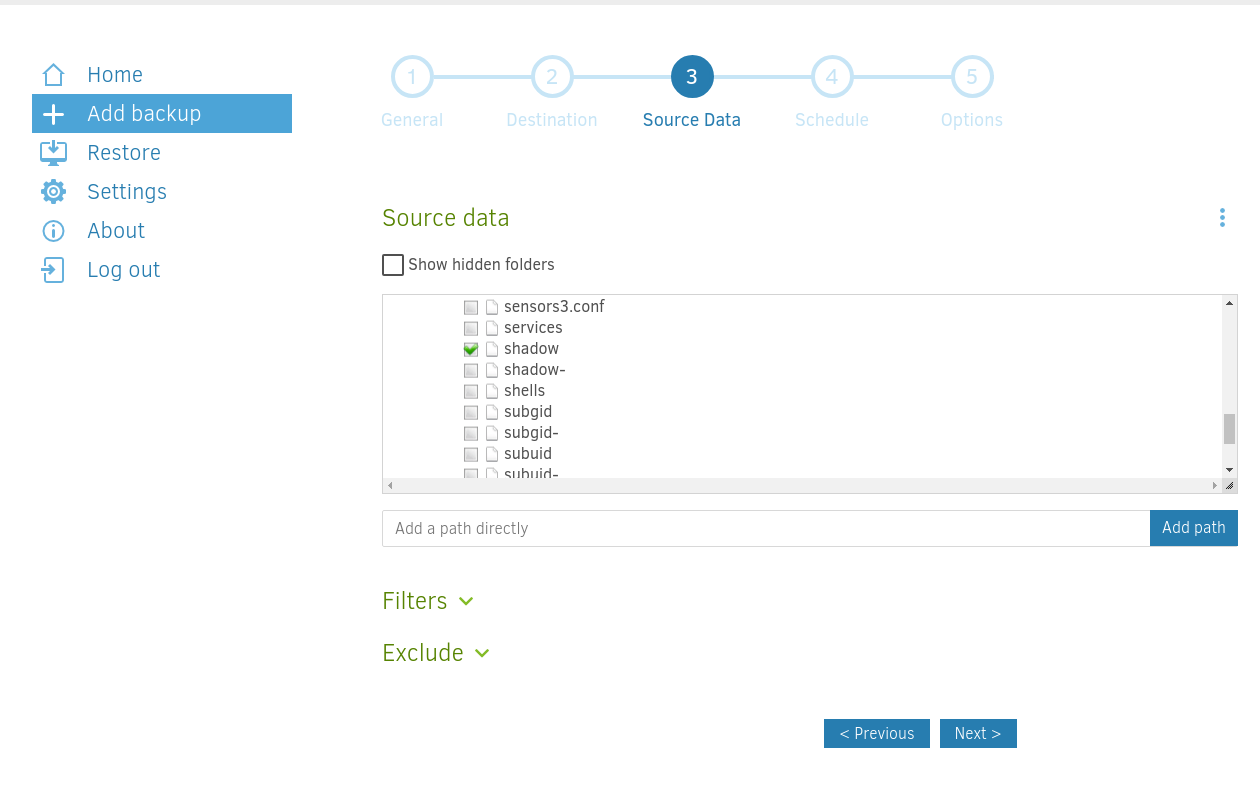 Home
Add backup
Restore
Settings
About
Log out
1 2 3 4 5
General Destination Source Data Schedule Options
Source data
Show hidden folders
sensors3.conf
services
shadow
shadow-
shells
subgid
subgid-
subuid
subuid-
Add a path directly Add path
Filters
Exclude
< Previous Next >